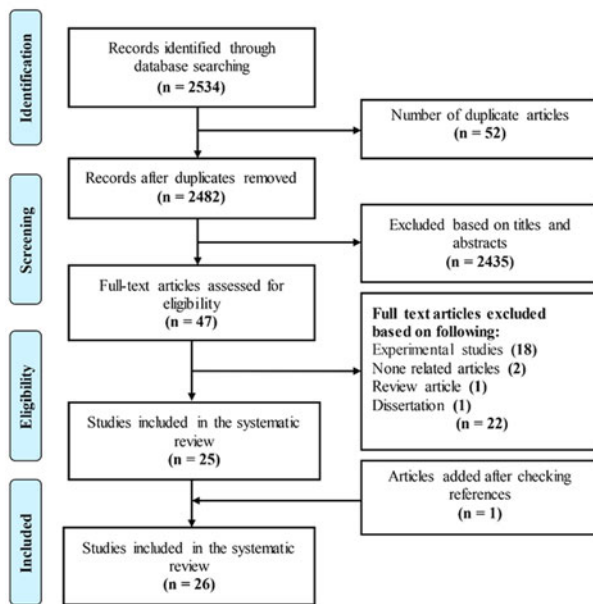 Identification
Records identified through
database searching
(n = 2534)
Number of duplicate articles
(n = 52)
Screening
Records after duplicates removed
(n = 2482)
Excluded based on titles and
abstracts
(n = 2435)
Full-text articles assessed for
eligibility
(n = 47)
Eligibility
Full text articles excluded
based on following:
Experimental studies (18)
None related articles (2)
Review article (1)
Dissertation (1)
(n = 22)
Studies included in the systematic
review
(n = 25)
Included
Articles added after checking
references
(n = 1)
Studies included in the systematic
review
(n = 26)